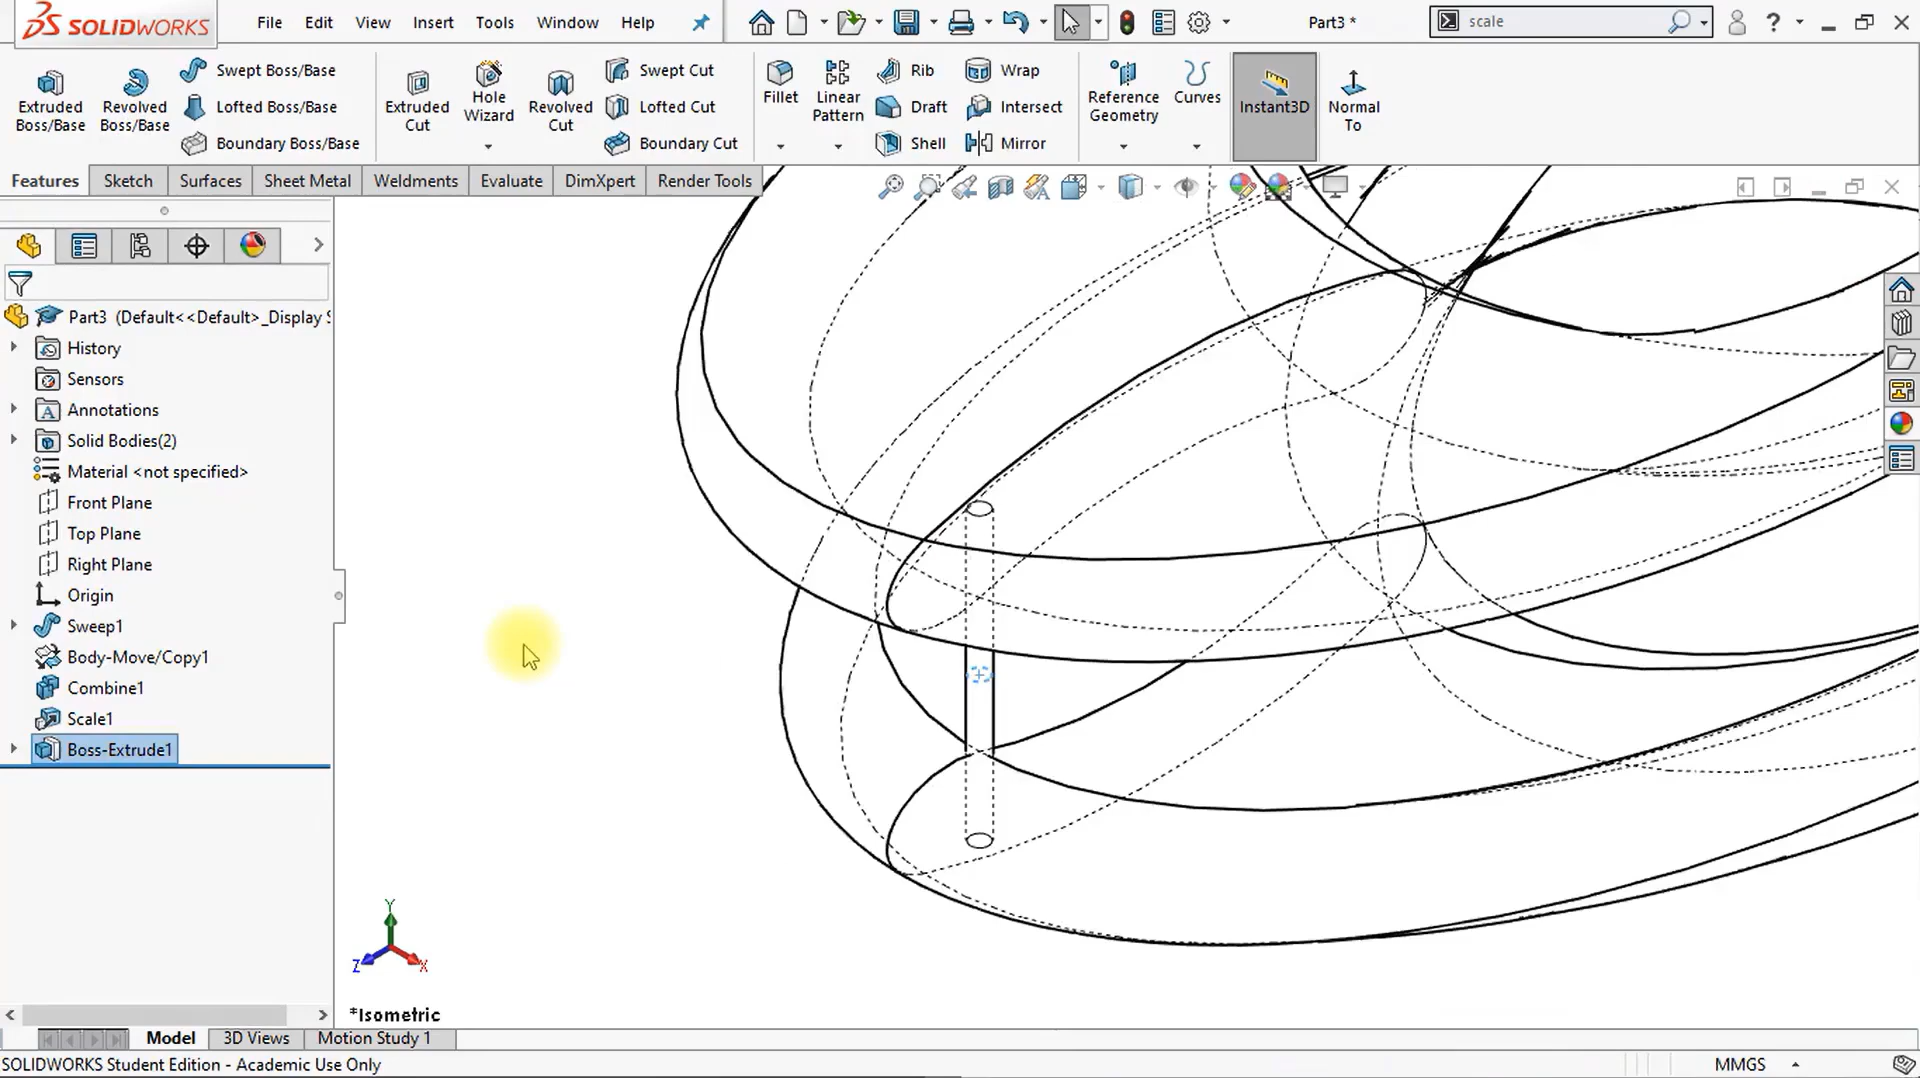 SOLIDWORKS
File Edit View Insert Tools Window Help
Part3 *
scale
Extruded Boss/Base
Revolved Boss/Base
Swept Boss/Base
Lofted Boss/Base
Boundary Boss/Base
Extruded Cut
Hole Wizard
Revolved Cut
Swept Cut
Lofted Cut
Boundary Cut
Fillet
Linear Pattern
Rib
Draft
Shell
Wrap
Intersect
Mirror
Reference Geometry
Curves
Instant3D
Normal To
Features Sketch Surfaces Sheet Metal Weldments Evaluate DimXpert Render Tools
Part3 (Default<<Default>_Display S
History
Sensors
Annotations
Solid Bodies(2)
Material <not specified>
Front Plane
Top Plane
Right Plane
Origin
Sweep1
Body-Move/Copy1
Combine1
Scale1
Boss-Extrude1
Y
Z
X
*Isometric
Model 3D Views Motion Study 1
SOLIDWORKS Student Edition - Academic Use Only
MMGS